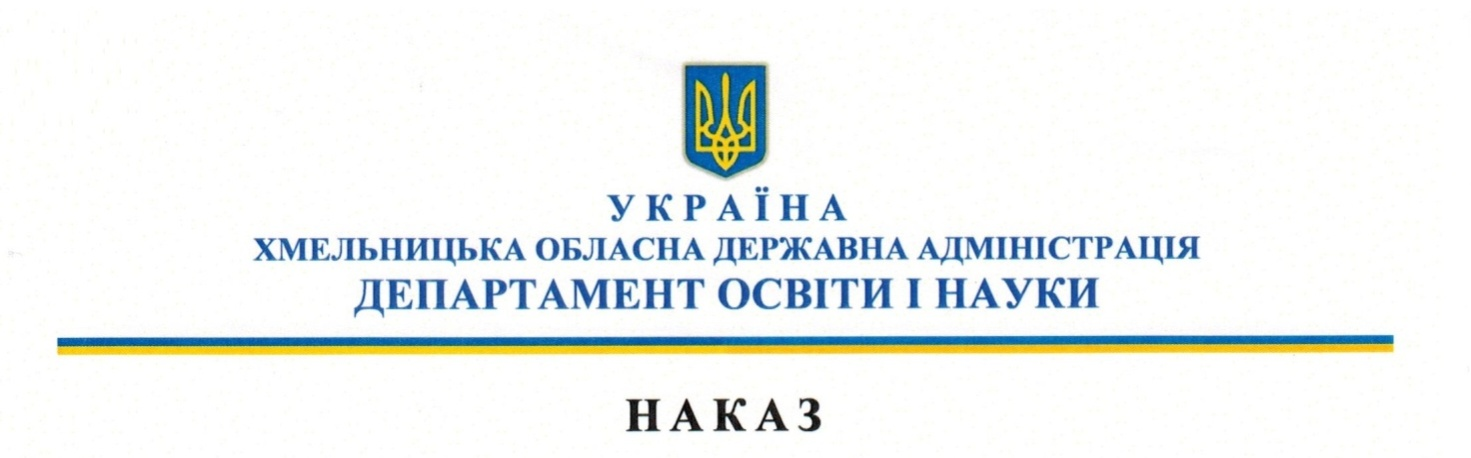 УКРАЇНА
ХМЕЛЬНИЦЬКА ОБЛАСНА ДЕРЖАВНА АДМІНІСТРАЦІЯ
ДЕПАРТАМЕНТ ОСВІТИ І НАУКИ
НАКАЗ